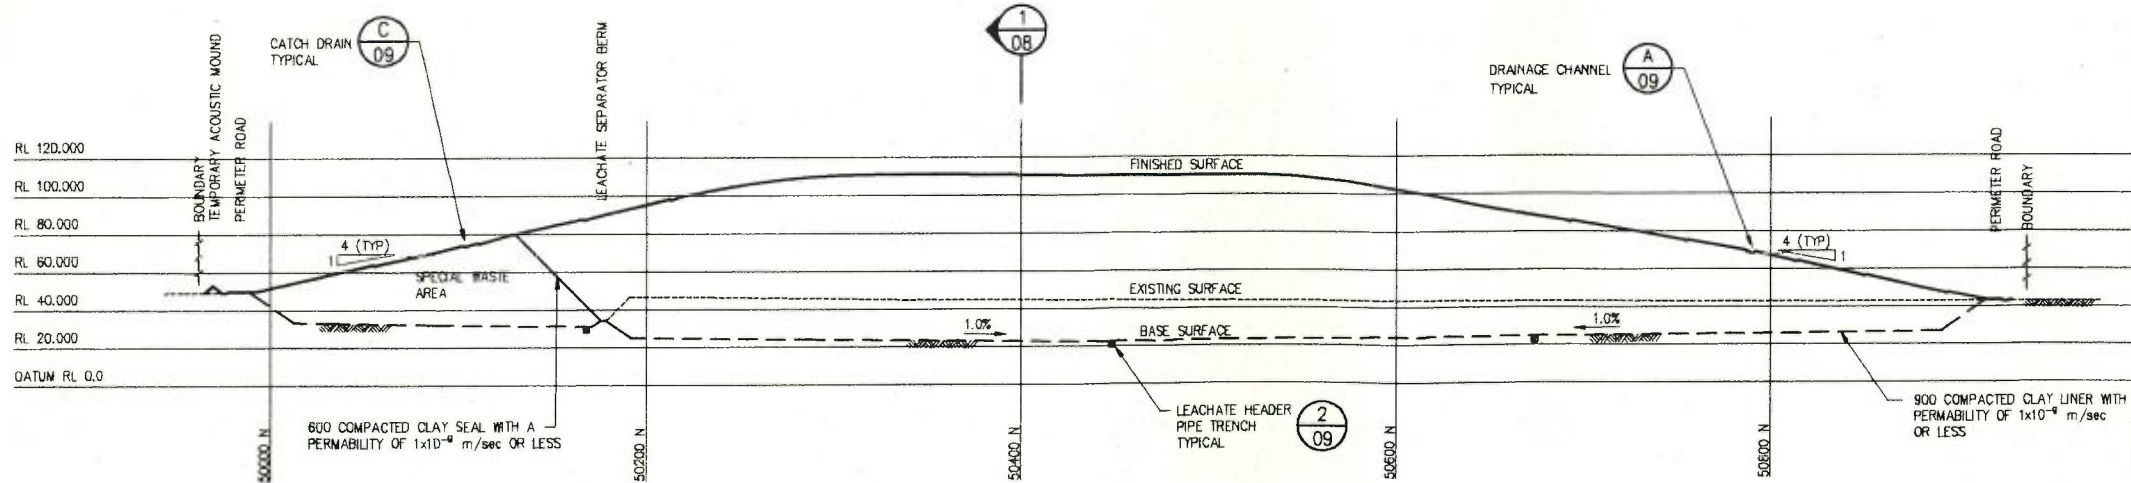 BOUNDARY
TEMPORARY ACOUSTIC MOUND
PERIMETER ROAD
CATCH DRAIN
TYPICAL
C
09
LEACHATE SEPARATOR BERM
1
08
DRAINAGE CHANNEL
TYPICAL
A
09
PERIMETER ROAD
BOUNDARY
RL 120.000
RL 100.000
RL 80.000
RL 60.000
RL 40.000
RL 20.000
DATUM RL 0.0
FINISHED SURFACE
4 (TYP)
1
SPECIAL WASTE
AREA
EXISTING SURFACE
4 (TYP)
1
1.0%
BASE SURFACE
1.0%
600 COMPACTED CLAY SEAL WITH A
PERMABILITY OF 1x10⁻⁹ m/sec OR LESS
LEACHATE HEADER
PIPE TRENCH
TYPICAL
2
09
900 COMPACTED CLAY LINER WITH
PERMABILITY OF 1x10⁻⁹ m/sec
OR LESS
50000 N
50200 N
50400 N
50600 N
50800 N